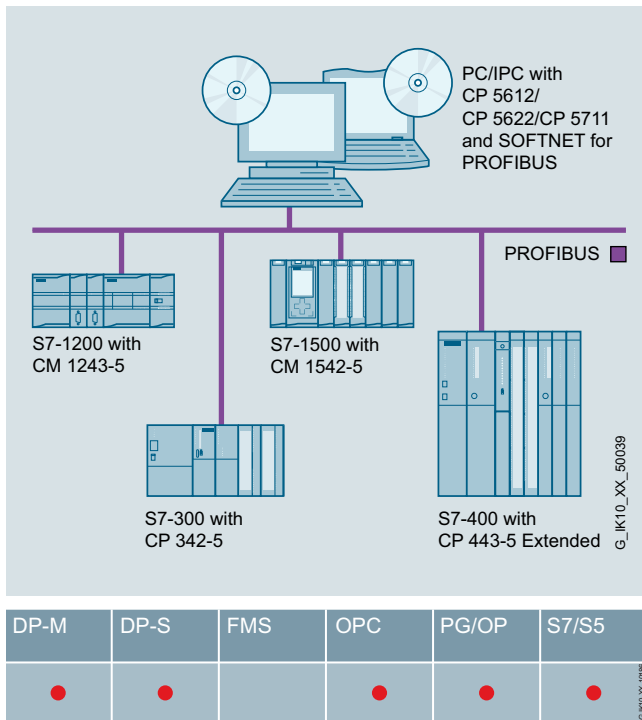 PC/IPC with
CP 5612/
CP 5622/CP 5711
and SOFTNET for
PROFIBUS
PROFIBUS
S7-1200 with
CM 1243-5
S7-1500 with
CM 1542-5
S7-300 with
CP 342-5
S7-400 with
CP 443-5 Extended
G_IK10_XX_50039
DP-M DP-S FMS OPC PG/OP S7/S5